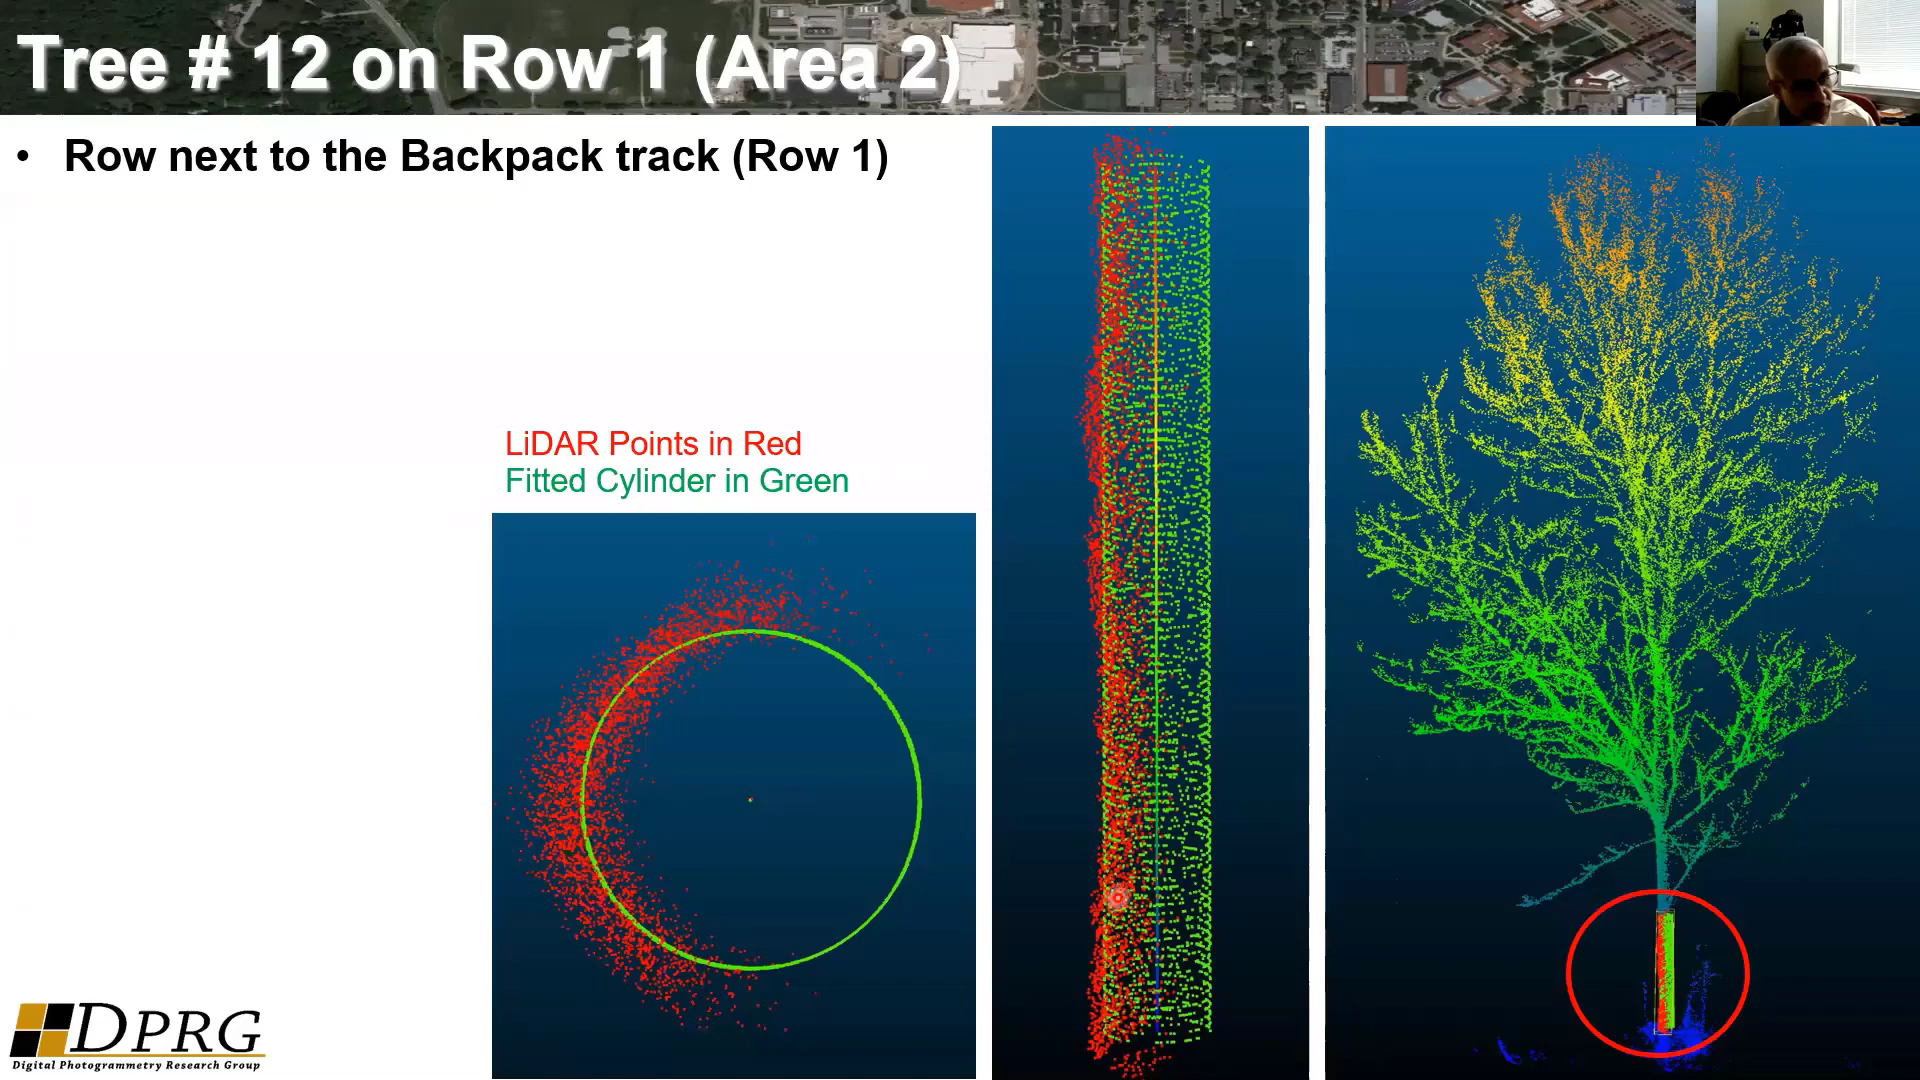 Tree # 12 on Row 1 (Area 2)
• Row next to the Backpack track (Row 1)
LiDAR Points in Red
Fitted Cylinder in Green
DPRG
Digital Photogrammetry Research Group